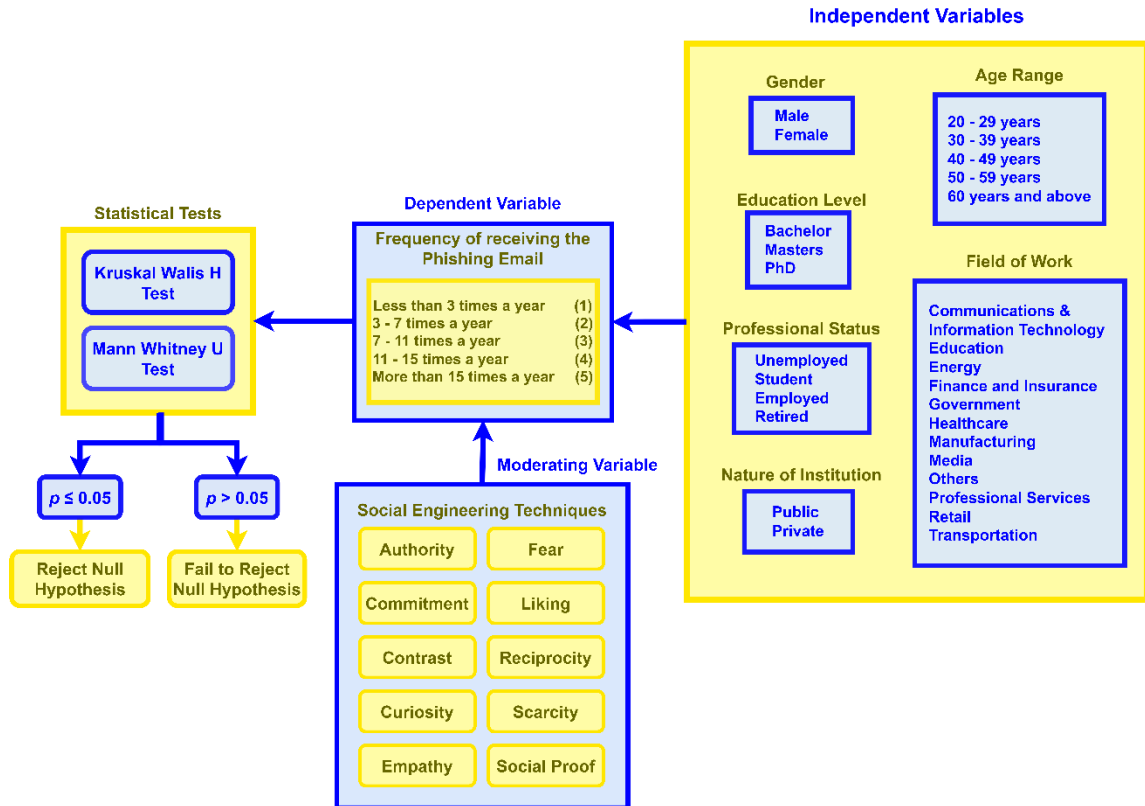 Independent Variables
Gender
Male
Female
Age Range
20 - 29 years
30 - 39 years
40 - 49 years
50 - 59 years
60 years and above
Education Level
Bachelor
Masters
PhD
Field of Work
Communications &
Information Technology
Education
Energy
Finance and Insurance
Government
Healthcare
Manufacturing
Media
Others
Professional Services
Retail
Transportation
Professional Status
Unemployed
Student
Employed
Retired
Nature of Institution
Public
Private
Dependent Variable
Frequency of receiving the
Phishing Email
Less than 3 times a year (1)
3 - 7 times a year (2)
7 - 11 times a year (3)
11 - 15 times a year (4)
More than 15 times a year (5)
Moderating Variable
Social Engineering Techniques
Authority
Fear
Commitment
Liking
Contrast
Reciprocity
Curiosity
Scarcity
Empathy
Social Proof
Statistical Tests
Kruskal Walis H
Test
Mann Whitney U
Test
p ≤ 0.05
p > 0.05
Reject Null
Hypothesis
Fail to Reject
Null Hypothesis